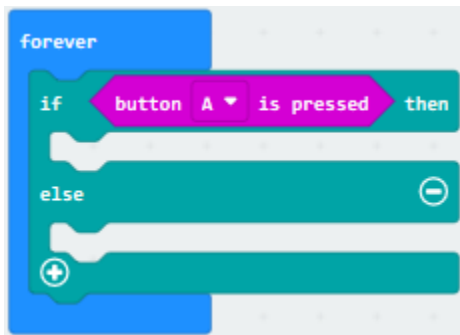 forever
if button A is pressed then
else